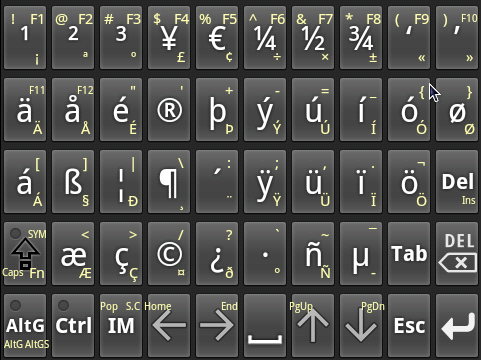 ! F1 @ F2 # F3 $ F4 % F5 ^ F6 & F7 * F8 ( F9 ) F10
¹ ² ³ ¥ € ¼ ½ ¾ ‘ ’
¡ ª º £ ¢ ÷ × ± « »
F11 F12 " ' + - = _ { }
ä å é ® þ ý ú í ó ø
Ä Å É Þ Ý Ú Í Ó Ø
[ ] | \ : ; , . ¬
á ß ¦ ¶ ´ ÿ ü ï ö Del
Á § Ð ¸ ¨ Ÿ Ü Ï Ö Ins
SYM < > / ? ` ~ ¯ DEL
æ ç © ¿ · ñ µ Tab
Caps Fn Æ Ç ¤ ð ° Ñ -
Pop S.C Home End PgUp PgDn
AltG Ctrl IM Esc
AltG AltGS